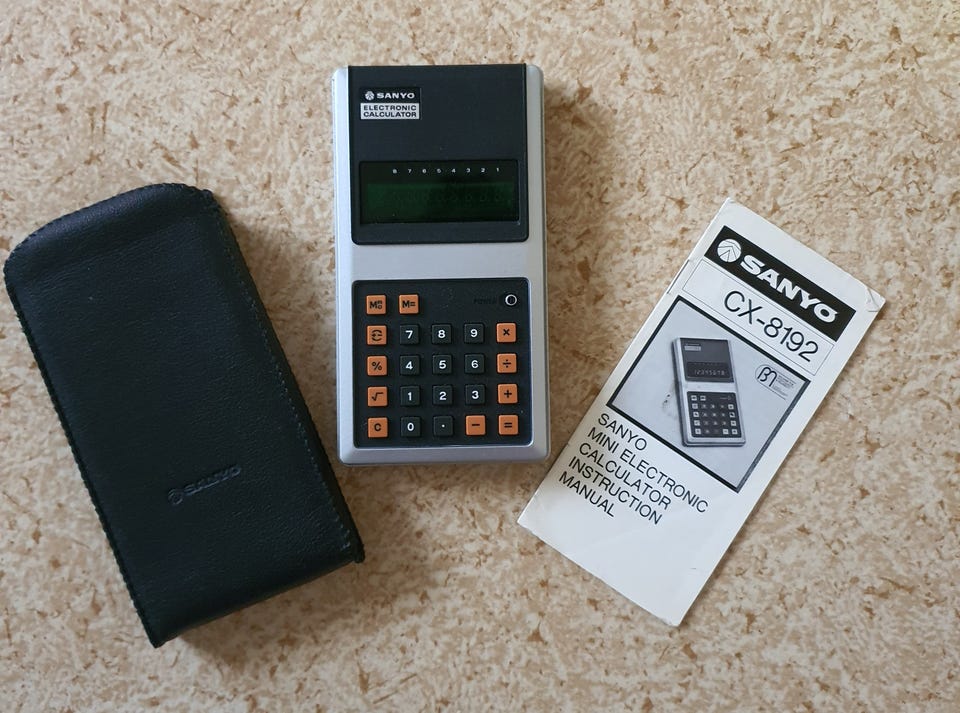 SANYO
ELECTRONIC
CALCULATOR
8 7 6 5 4 3 2 1
POWER
M=
7 8 9 ×
% 4 5 6 ÷
√ 1 2 3 +
C 0 . − =
SANYO
SANYO
CX-8192
12345678
SANYO
MINI ELECTRONIC
CALCULATOR
INSTRUCTION
MANUAL